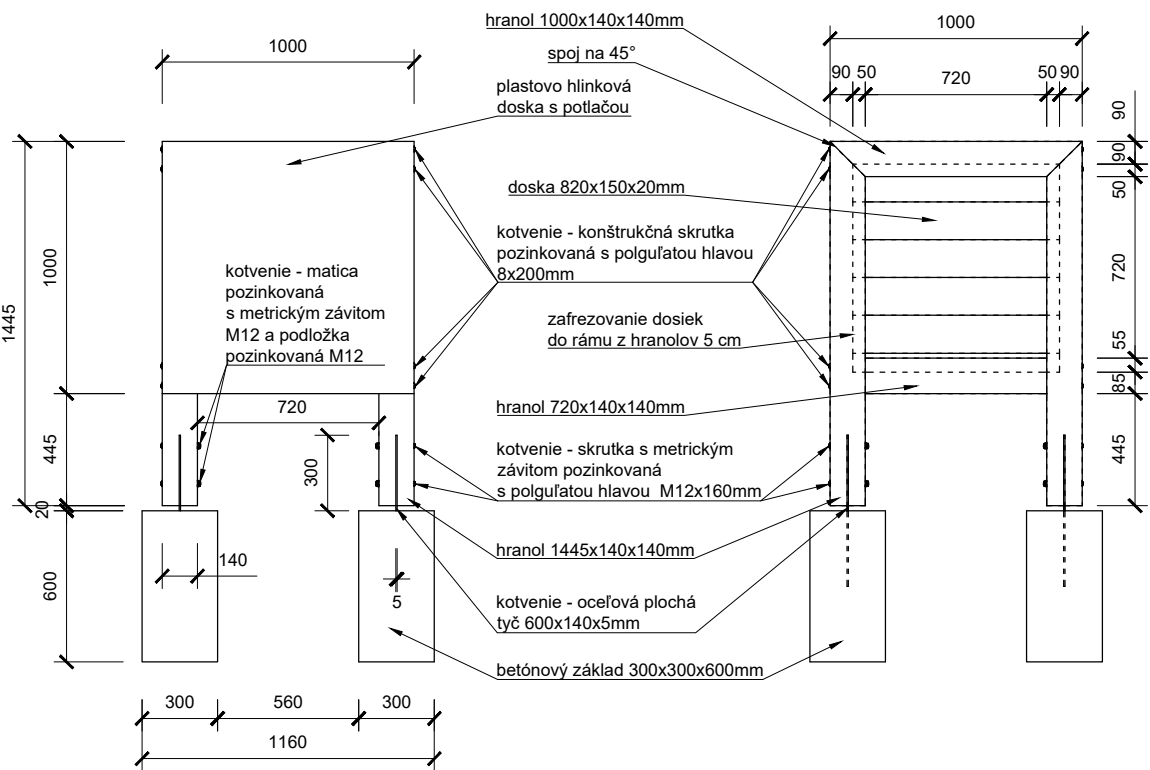 hranol 1000x140x140mm
1000
1000
spoj na 45°
90 50
720
50 90
plastovo hlinková
doska s potlačou
90
90
50
doska 820x150x20mm
kotvenie - konštrukčná skrutka
pozinkovaná s polguľatou hlavou
8x200mm
1000
1445
720
kotvenie - matica
pozinkovaná
s metrickým závitom
M12 a podložka
pozinkovaná M12
zafrezovanie dosiek
do rámu z hranolov 5 cm
55
85
720
hranol 720x140x140mm
445
300
kotvenie - skrutka s metrickým
závitom pozinkovaná
s polguľatou hlavou M12x160mm
445
20
hranol 1445x140x140mm
600
140
5
kotvenie - oceľová plochá
tyč 600x140x5mm
betónový základ 300x300x600mm
300
560
300
1160